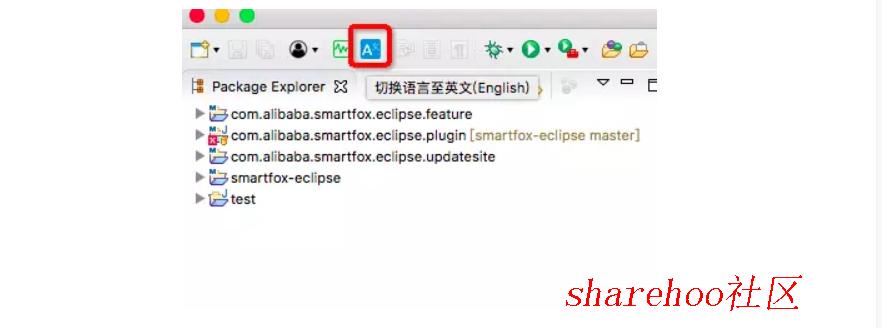 A文
Package Explorer
切换语言至英文(English)
com.alibaba.smartfox.eclipse.feature
com.alibaba.smartfox.eclipse.plugin [smartfox-eclipse master]
com.alibaba.smartfox.eclipse.updatesite
smartfox-eclipse
test
sharehoo社区